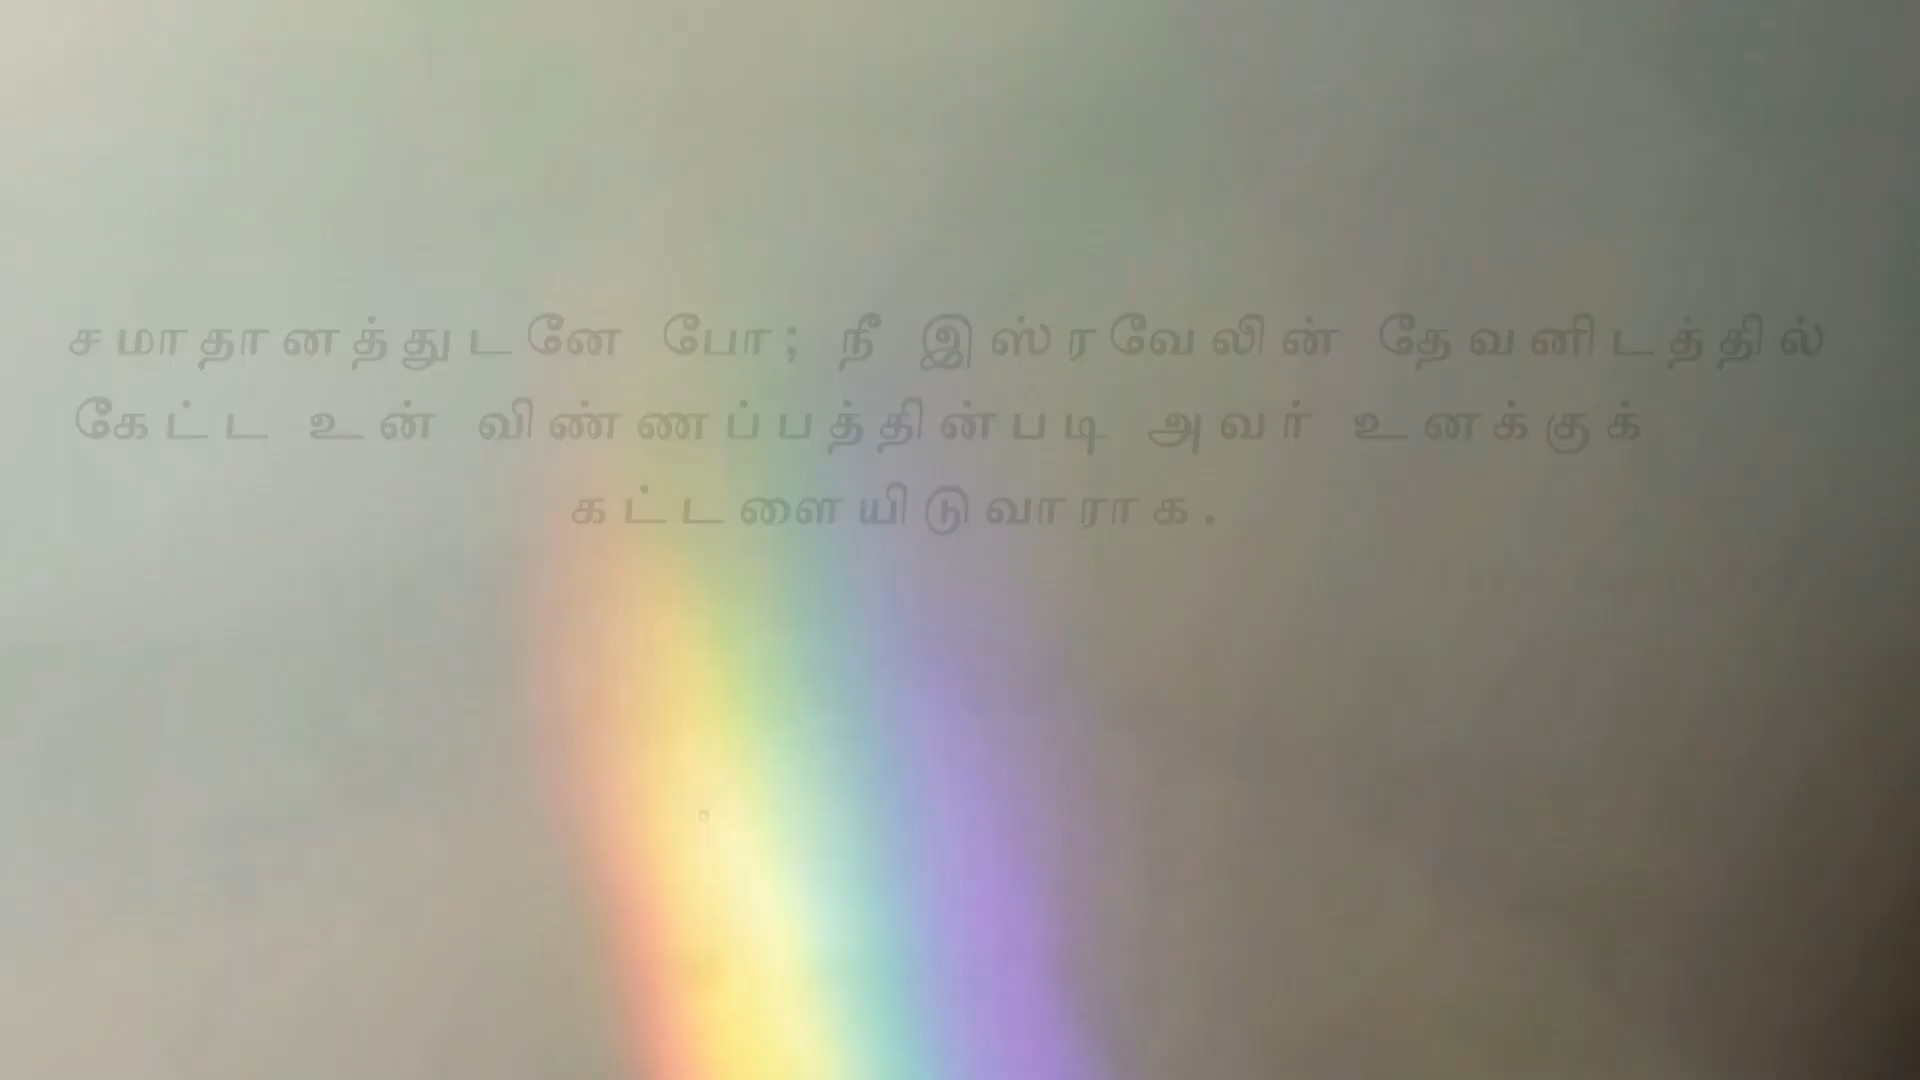 சமாதானத்துடனே போ; நீ இஸ்ரவேலின் தேவனிடத்தில்
கேட்ட உன் விண்ணப்பத்தின்படி அவர் உனக்குக்
கட்டளையிடுவாராக.